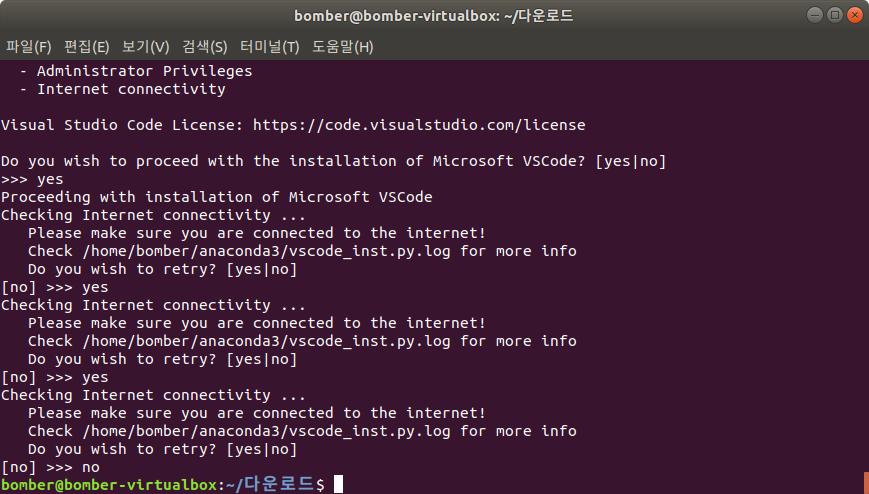 bomber@bomber-virtualbox: ~/다운로드
파일(F) 편집(E) 보기(V) 검색(S) 터미널(T) 도움말(H)
- Administrator Privileges
- Internet connectivity
Visual Studio Code License: https://code.visualstudio.com/license
Do you wish to proceed with the installation of Microsoft VSCode? [yes|no]
>>> yes
Proceeding with installation of Microsoft VSCode
Checking Internet connectivity ...
Please make sure you are connected to the internet!
Check /home/bomber/anaconda3/vscode_inst.py.log for more info
Do you wish to retry? [yes|no]
[no] >>> yes
Checking Internet connectivity ...
Please make sure you are connected to the internet!
Check /home/bomber/anaconda3/vscode_inst.py.log for more info
Do you wish to retry? [yes|no]
[no] >>> yes
Checking Internet connectivity ...
Please make sure you are connected to the internet!
Check /home/bomber/anaconda3/vscode_inst.py.log for more info
Do you wish to retry? [yes|no]
[no] >>> no
bomber@bomber-virtualbox:~/다운로드$